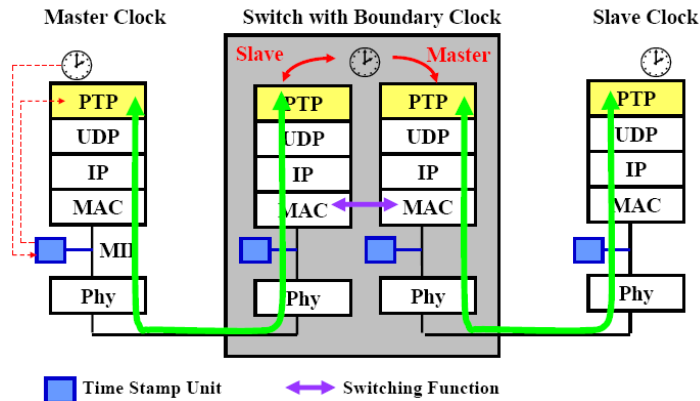 Master Clock
Switch with Boundary Clock
Slave Clock
Slave
Master
PTP
PTP
PTP
PTP
UDP
UDP
UDP
UDP
IP
IP
IP
IP
MAC
MAC
MAC
MAC
MII
Phy
Phy
Phy
Phy
Time Stamp Unit
Switching Function